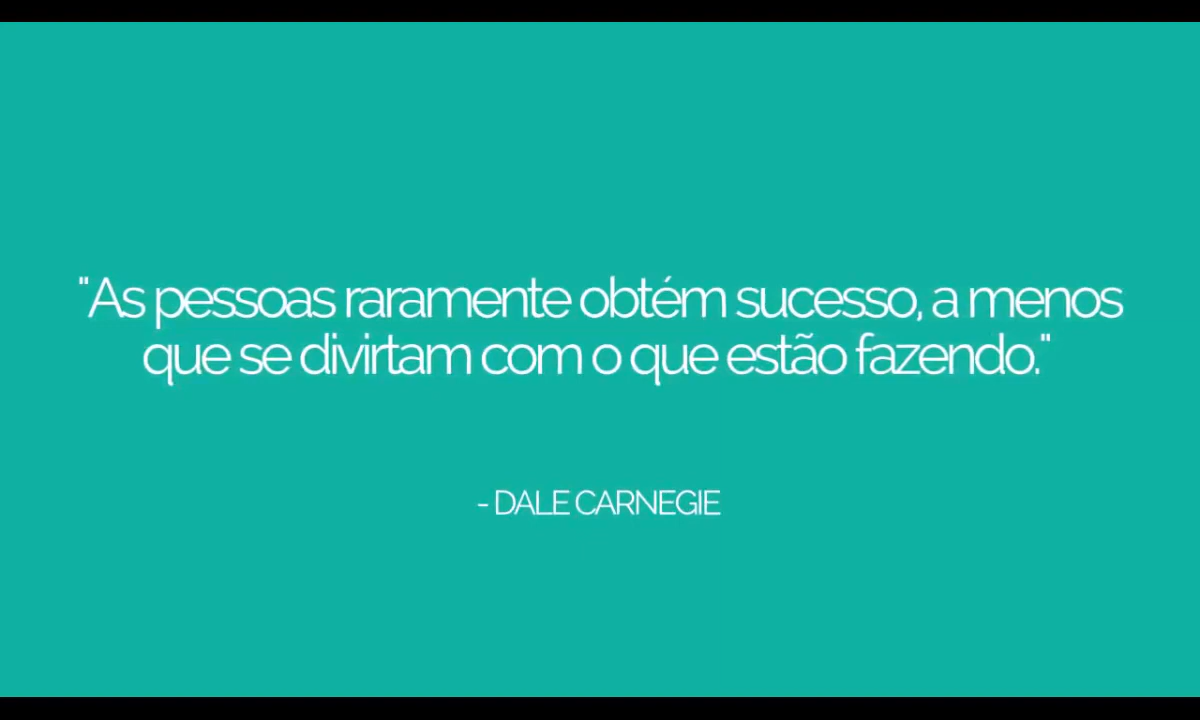 "As pessoas raramente obtém sucesso, a menos
que se divirtam com o que estão fazendo."
- DALE CARNEGIE